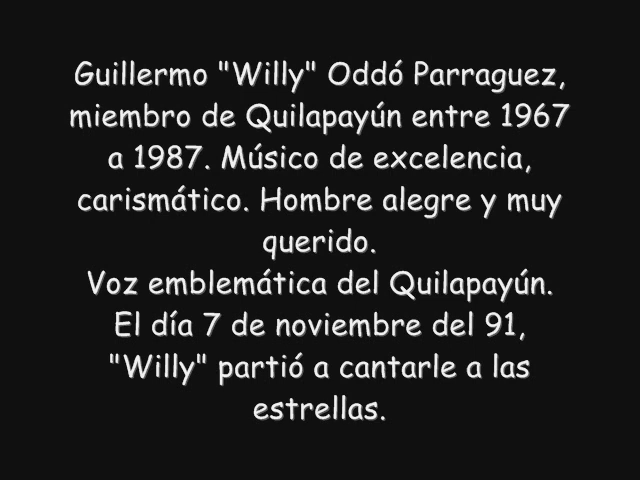 Guillermo "Willy" Oddó Parraguez,
miembro de Quilapayún entre 1967
a 1987. Músico de excelencia,
carismático. Hombre alegre y muy
querido.
Voz emblemática del Quilapayún.
El día 7 de noviembre del 91,
"Willy" partió a cantarle a las
estrellas.